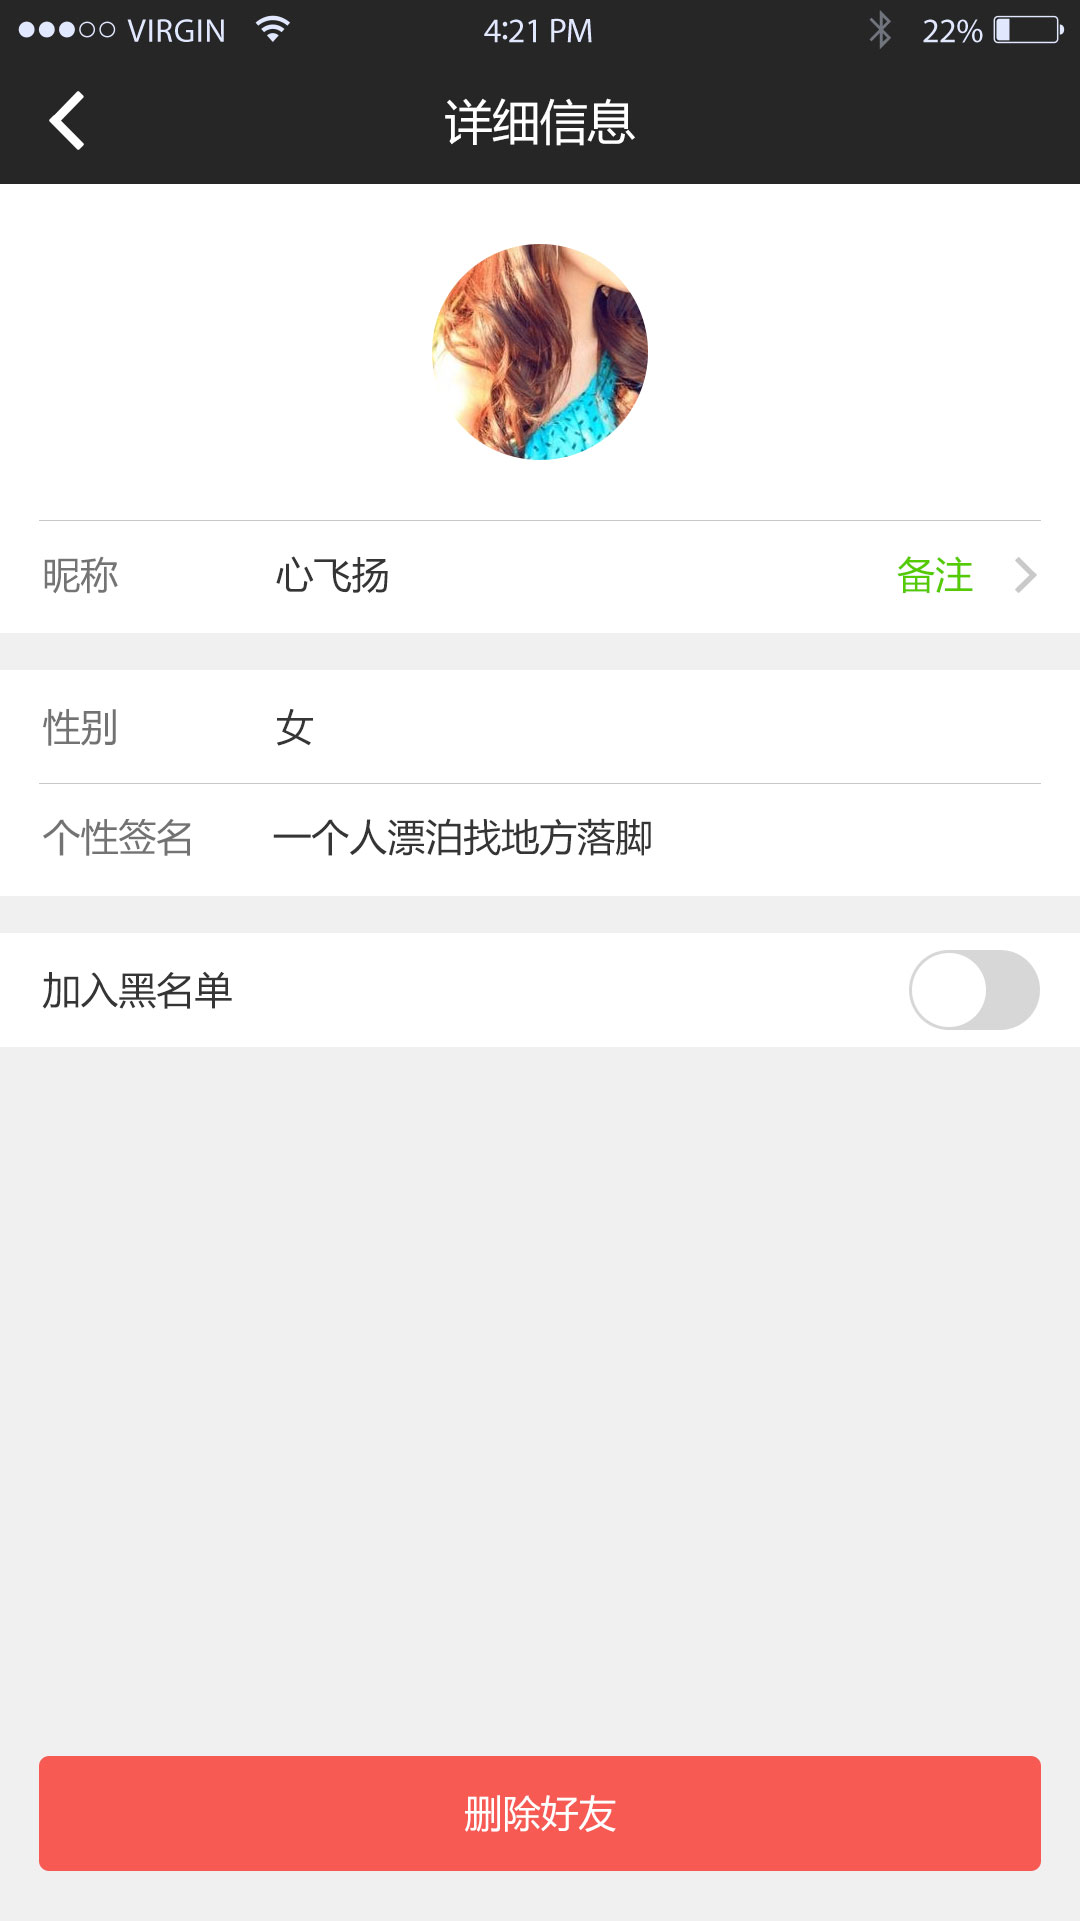 VIRGIN 4:21 PM 22%
详细信息
昵称 心飞扬 备注
性别 女
个性签名 一个人漂泊找地方落脚
加入黑名单
删除好友